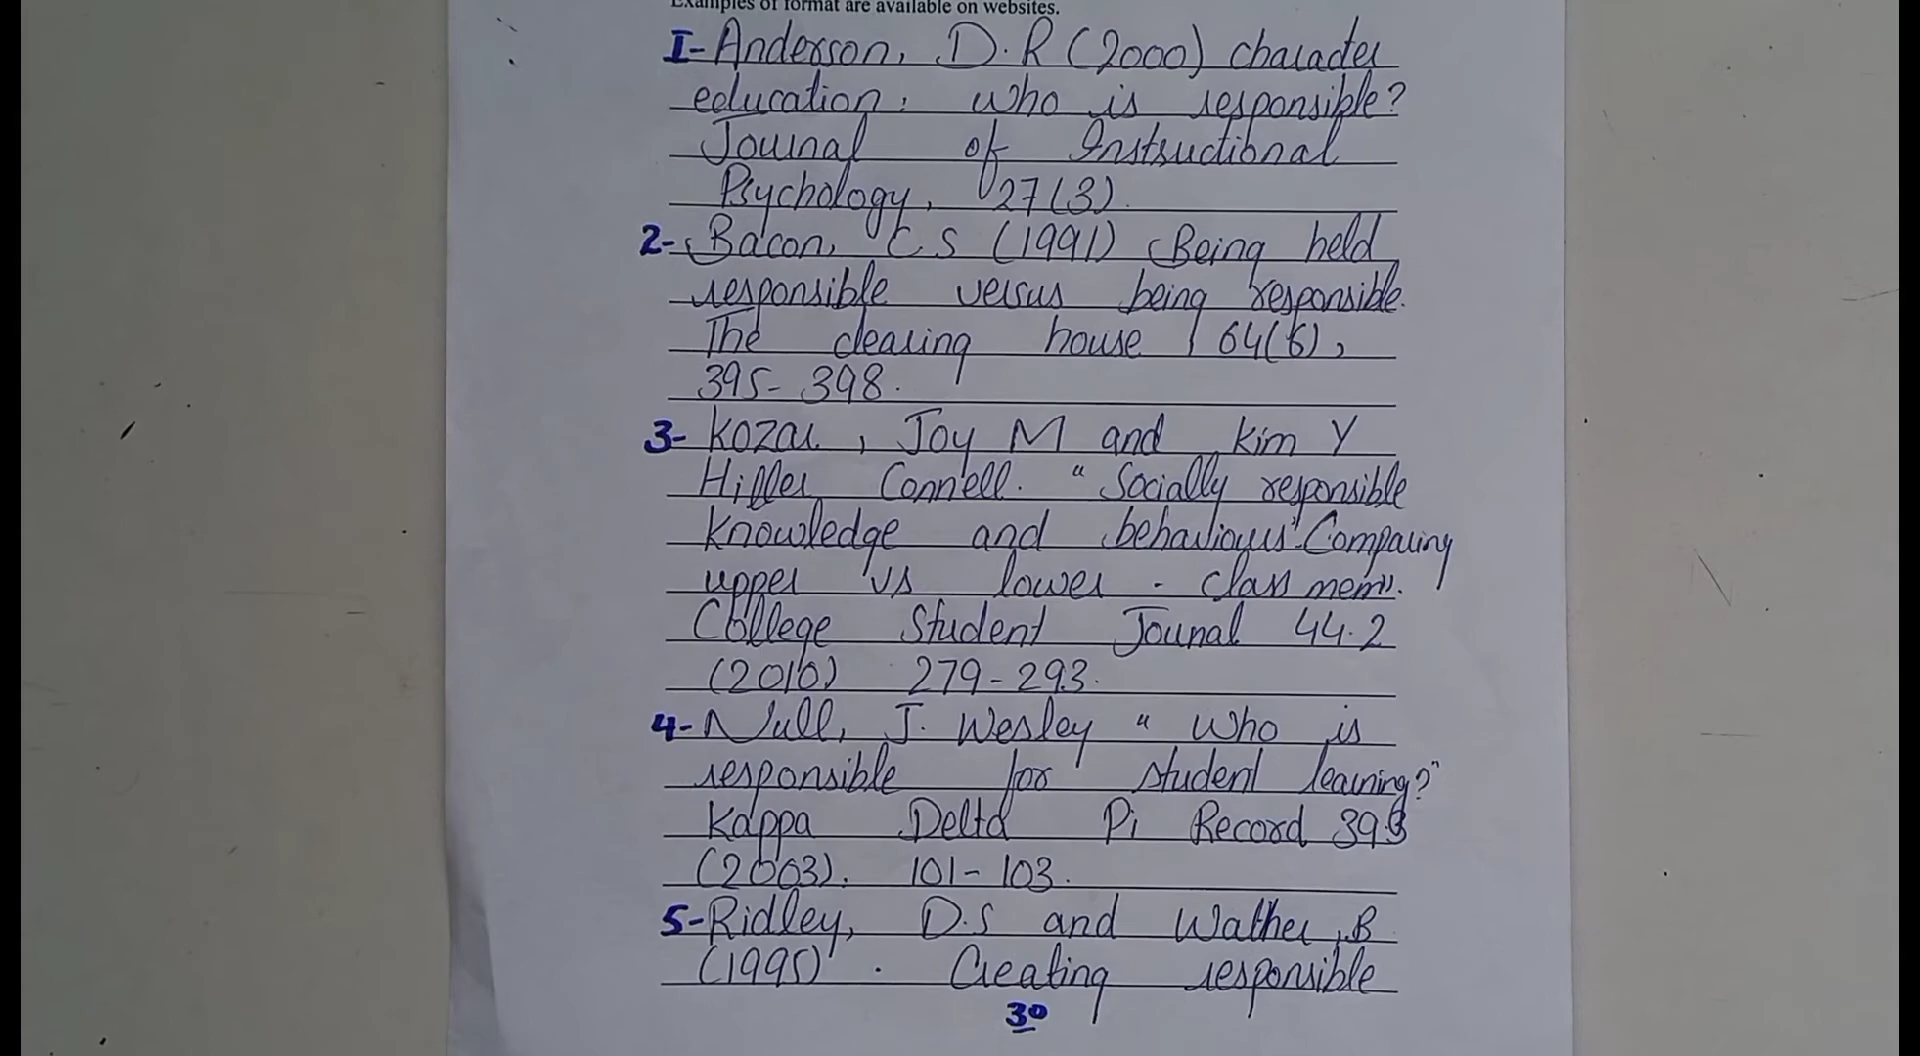 Examples of format are available on websites.
1- Anderson, D.R (2000) character
education: who is responsible?
Journal of Instructional
Psychology, 27(3).
2- Bacon, C S (1991) Being held
responsible versus being responsible.
The clearing house, 64(6),
395-398.
3- Kozar, Joy M and Kim Y
Hiller Connell. "Socially responsible
knowledge and behaviours": Comparing
upper vs lower - class mem".
College Student Jounal 44.2
(2010) 279-293.
4- Null, J. Wesley "Who is
responsible for student learning?"
Kappa Delta Pi Record 39.3
(2003). 101-103.
5- Ridley, D.S and Walther, B
(1995). Creating responsible
30